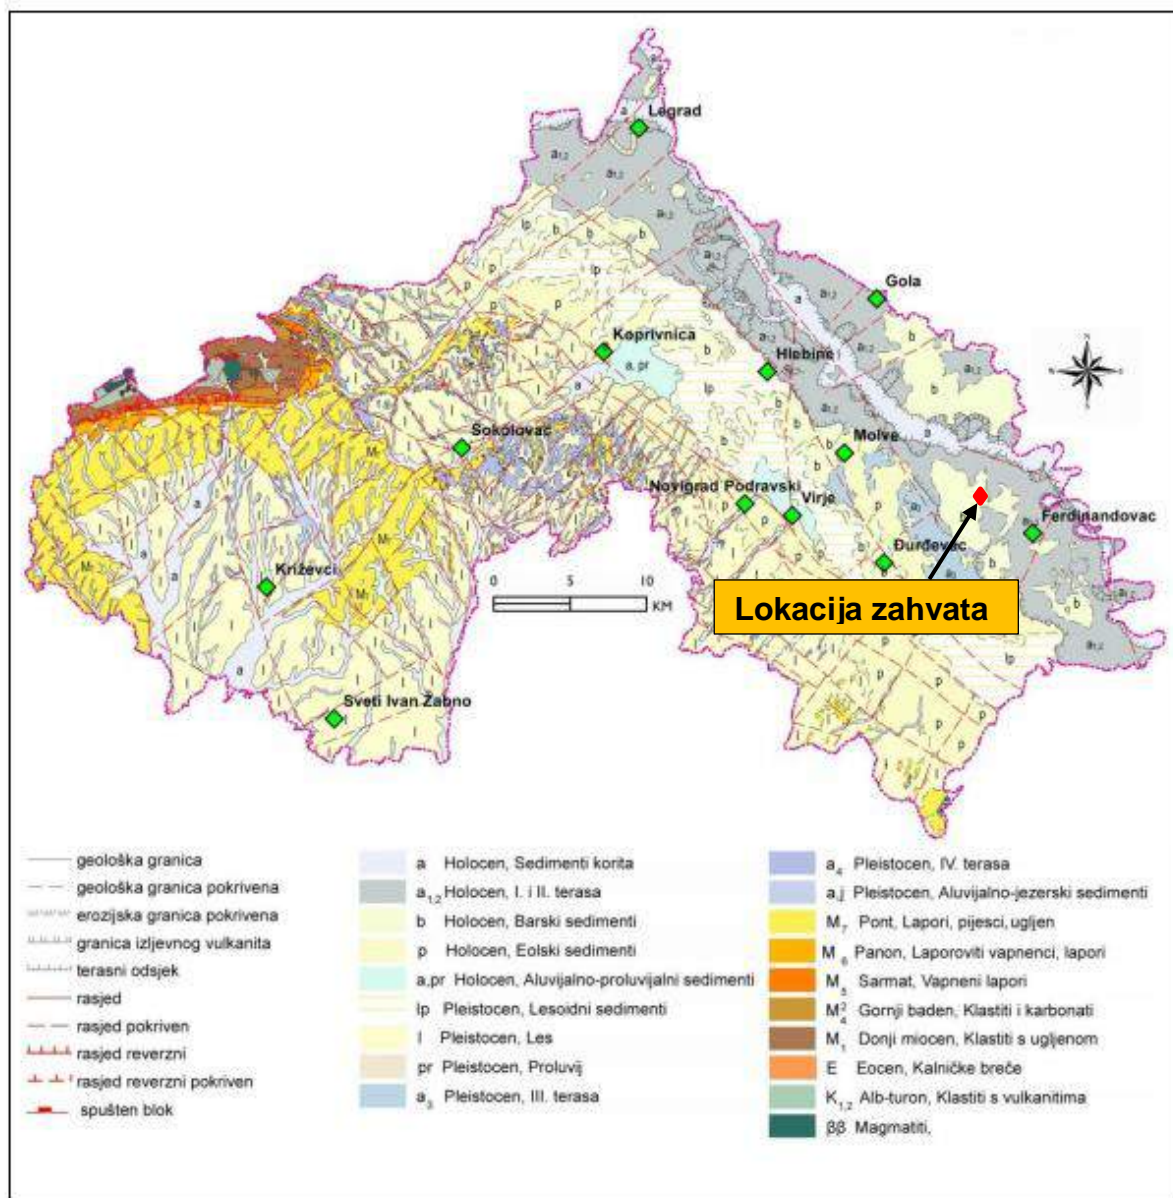 Legrad
Gola
Koprivnica
Hlebine
Sokolovac
Molve
Novigrad Podravski
Virje
Ferdinandovac
Đurđevac
Križevci
Sveti Ivan Žabno
0 5 10
KM
Lokacija zahvata
geološka granica
geološka granica pokrivena
erozijska granica pokrivena
granica izljevnog vulkanita
terasni odsjek
rasjed
rasjed pokriven
rasjed reverzni
rasjed reverzni pokriven
spušten blok
a Holocen, Sedimenti korita
a1,2 Holocen, I. i II. terasa
b Holocen, Barski sedimenti
p Holocen, Eolski sedimenti
a,pr Holocen, Aluvijalno-proluvijalni sedimenti
lp Pleistocen, Lesoidni sedimenti
l Pleistocen, Les
pr Pleistocen, Proluvij
a3 Pleistocen, III. terasa
a4 Pleistocen, IV. terasa
a,j Pleistocen, Aluvijalno-jezerski sedimenti
M7 Pont, Lapori, pijesci, ugljen
M6 Panon, Laporoviti vapnenci, lapori
M5 Sarmat, Vapneni lapori
M4² Gornji baden, Klastiti i karbonati
M1 Donji miocen, Klastiti s ugljenom
E Eocen, Kalničke breče
K1,2 Alb-turon, Klastiti s vulkanitima
ββ Magmatiti,